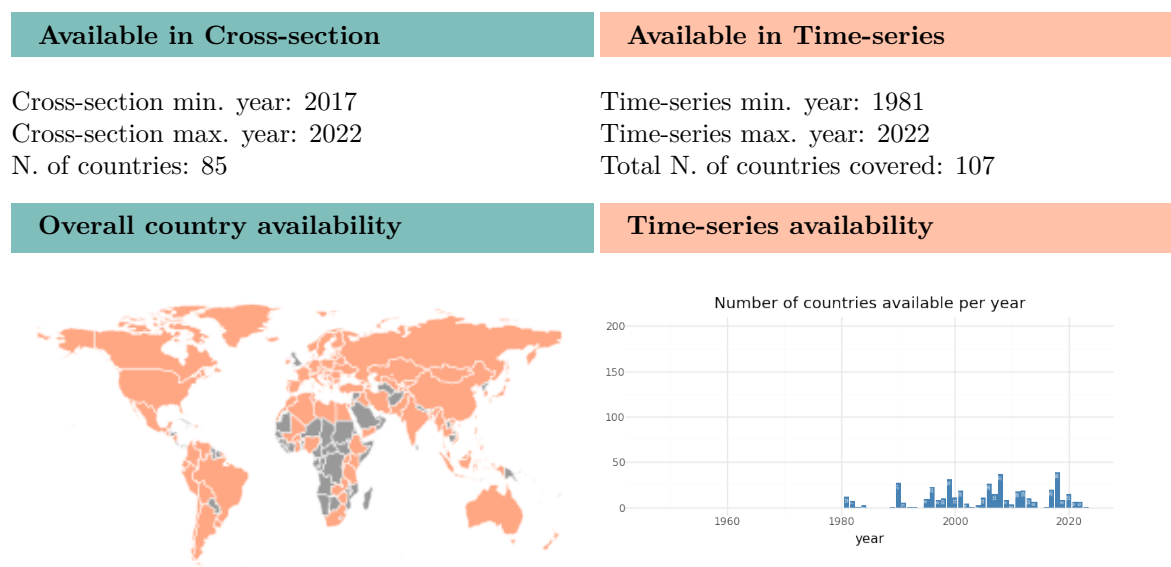 Available in Cross-section
Available in Time-series
Cross-section min. year: 2017
Cross-section max. year: 2022
N. of countries: 85
Time-series min. year: 1981
Time-series max. year: 2022
Total N. of countries covered: 107
Overall country availability
Time-series availability
Number of countries available per year
200
150
100
50
0
1960 1980 2000 2020
year